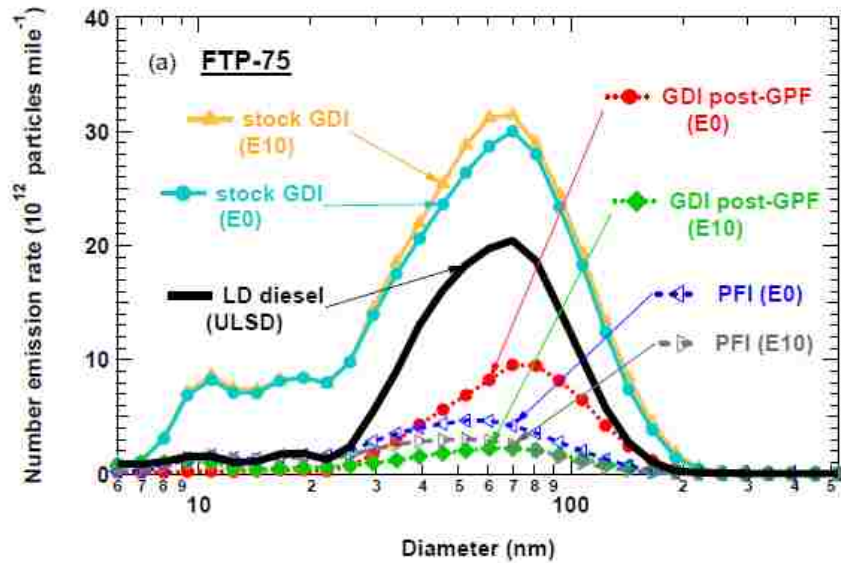 40
30
20
10
0
Number emission rate (10^12 particles mile^-1)
(a) FTP-75
stock GDI
(E10)
stock GDI
(E0)
LD diesel
(ULSD)
GDI post-GPF
(E0)
GDI post-GPF
(E10)
PFI (E0)
PFI (E10)
6 7 8 9 2 3 4 5 6 7 8 9 2 3 4 5
10 100
Diameter (nm)